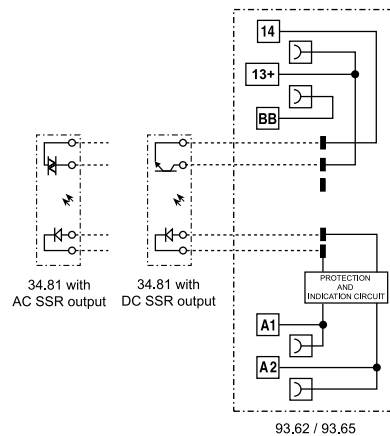 14
13+
BB
34.81 with
AC SSR output
34.81 with
DC SSR output
PROTECTION
AND
INDICATION CIRCUIT
A1
A2
93.62 / 93.65